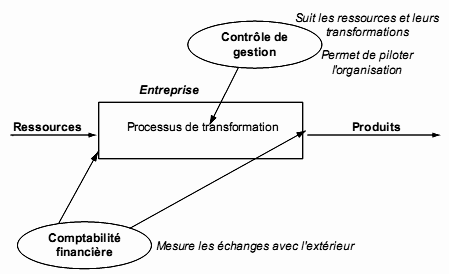 Suit les ressources et leurs
transformations
Contrôle de
gestion
Permet de piloter
l'organisation
Entreprise
Ressources
Processus de transformation
Produits
Comptabilité
financière
Mesure les échanges avec l'extérieur